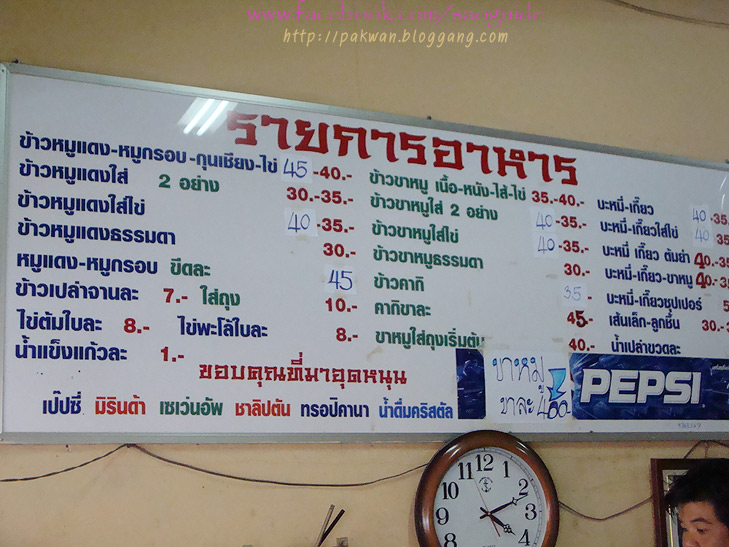 www.facebook.com/sangsab
http://pakwan.bloggang.com
รายการอาหาร
ข้าวหมูแดง-หมูกรอบ-กุนเชียง-ไข่ 45-40.-
ข้าวหมูแดงใส่ 2 อย่าง 30.-35.-
ข้าวหมูแดงใส่ไข่ 40-35.-
ข้าวหมูแดงธรรมดา 30.-
หมูแดง-หมูกรอบ ขีดละ 45
ข้าวเปล่าจานละ 7.- ใส่ถุง 10.-
ไข่ต้มใบละ 8.- ไข่พะโล้ใบละ 8.-
น้ำแข็งแก้วละ 1.-
ข้าวขาหมู เนื้อ-หนัง-ไส้-ไข่ 35.-40.-
ข้าวขาหมูใส่ 2 อย่าง 40-35.-
ข้าวขาหมูใส่ไข่ 40-35.-
ข้าวขาหมูธรรมดา 30.-
ข้าวคากิ 35-
คากิขาละ 45.-
ขาหมูใส่ถุงเริ่มต้น 40.-
บะหมี่-เกี๊ยว 40-35
บะหมี่-เกี๊ยวใส่ไข่ 40 35
บะหมี่ เกี๊ยว ต้มยำ 40.-35
บะหมี่-เกี๊ยว-ขาหมู 40.-35
บะหมี่-เกี๊ยวซุปเปอร์
เส้นเล็ก-ลูกชิ้น 30.-
น้ำเปล่าขวดละ
ขอบคุณที่มาอุดหนุน
เป๊ปซี่ มิรินด้า เซเว่นอัพ ชาลิปตัน ทรอปิคานา น้ำดื่มคริสตัล
ขาหมู
ขาละ 400
PEPSI
12 1 2 3 4 5 8 9 10 11